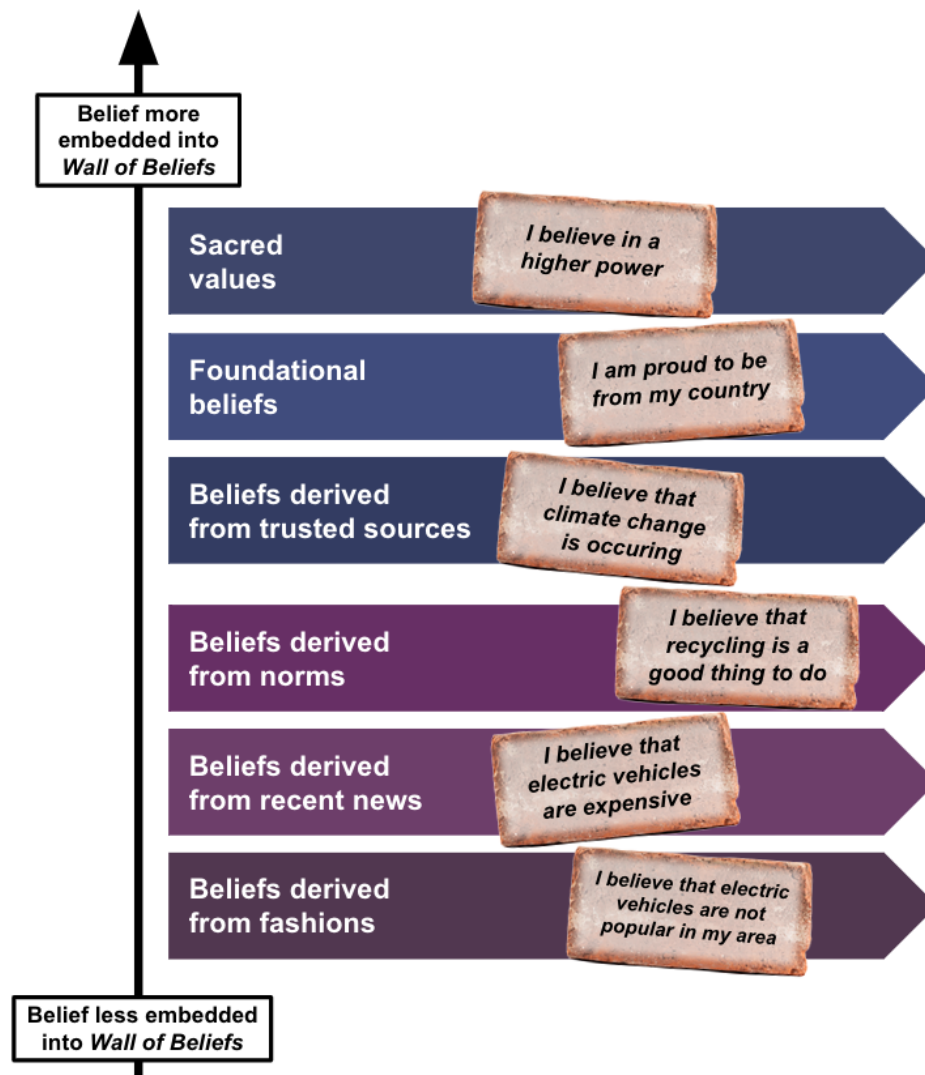 Belief more
embedded into
Wall of Beliefs
Sacred
values
I believe in a
higher power
Foundational
beliefs
I am proud to be
from my country
Beliefs derived
from trusted sources
I believe that
climate change
is occuring
Beliefs derived
from norms
I believe that
recycling is a
good thing to do
Beliefs derived
from recent news
I believe that
electric vehicles
are expensive
Beliefs derived
from fashions
I believe that electric
vehicles are not
popular in my area
Belief less embedded
into Wall of Beliefs